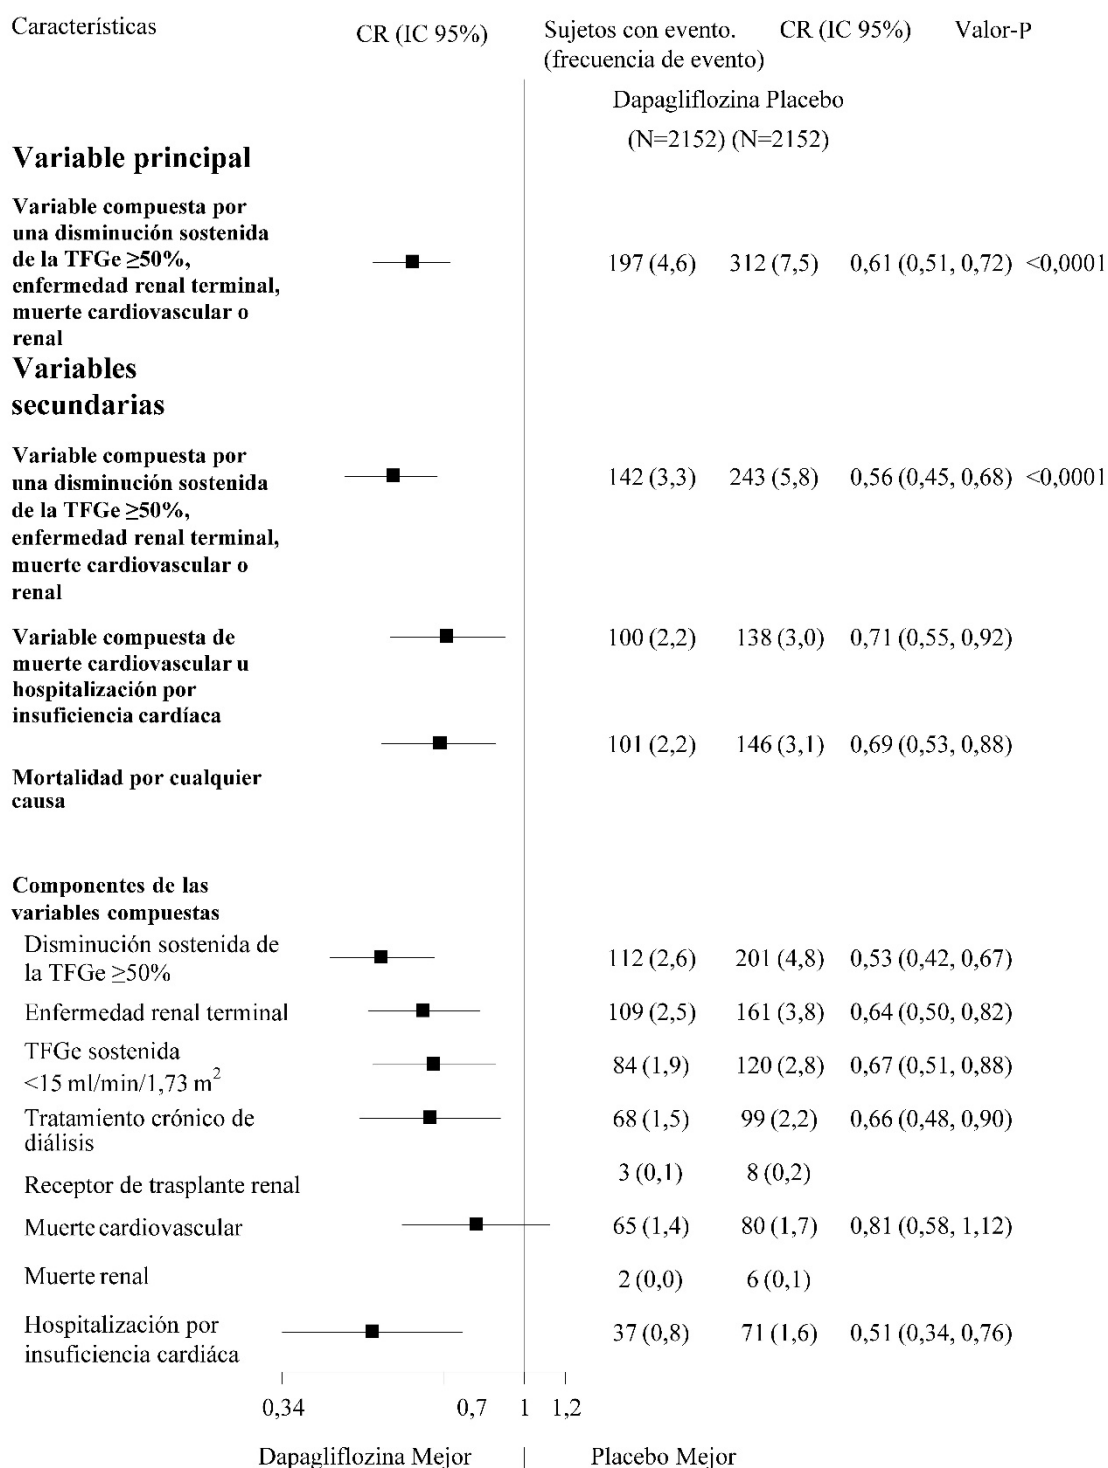 Características
CR (IC 95%)
Sujetos con evento. CR (IC 95%) Valor-P
(frecuencia de evento)
Dapagliflozina Placebo
(N=2152) (N=2152)
Variable principal
Variable compuesta por
una disminución sostenida
de la TFGe ≥50%,
197 (4,6) 312 (7,5) 0,61 (0,51, 0,72) <0,0001
enfermedad renal terminal,
muerte cardiovascular o
renal
Variables
secundarias
Variable compuesta por
una disminución sostenida
142 (3,3) 243 (5,8) 0,56 (0,45, 0,68) <0,0001
de la TFGe ≥50%,
enfermedad renal terminal,
muerte cardiovascular o
renal
Variable compuesta de
100 (2,2) 138 (3,0) 0,71 (0,55, 0,92)
muerte cardiovascular u
hospitalización por
insuficiencia cardíaca
101 (2,2) 146 (3,1) 0,69 (0,53, 0,88)
Mortalidad por cualquier
causa
Componentes de las
variables compuestas
Disminución sostenida de
la TFGe ≥50%
112 (2,6) 201 (4,8) 0,53 (0,42, 0,67)
Enfermedad renal terminal 109 (2,5) 161 (3,8) 0,64 (0,50, 0,82)
TFGe sostenida
<15 ml/min/1,73 m²
84 (1,9) 120 (2,8) 0,67 (0,51, 0,88)
Tratamiento crónico de
diálisis
68 (1,5) 99 (2,2) 0,66 (0,48, 0,90)
Receptor de trasplante renal 3 (0,1) 8 (0,2)
Muerte cardiovascular 65 (1,4) 80 (1,7) 0,81 (0,58, 1,12)
Muerte renal 2 (0,0) 6 (0,1)
Hospitalización por
insuficiencia cardiáca
37 (0,8) 71 (1,6) 0,51 (0,34, 0,76)
0,34 0,7 1 1,2
Dapagliflozina Mejor Placebo Mejor